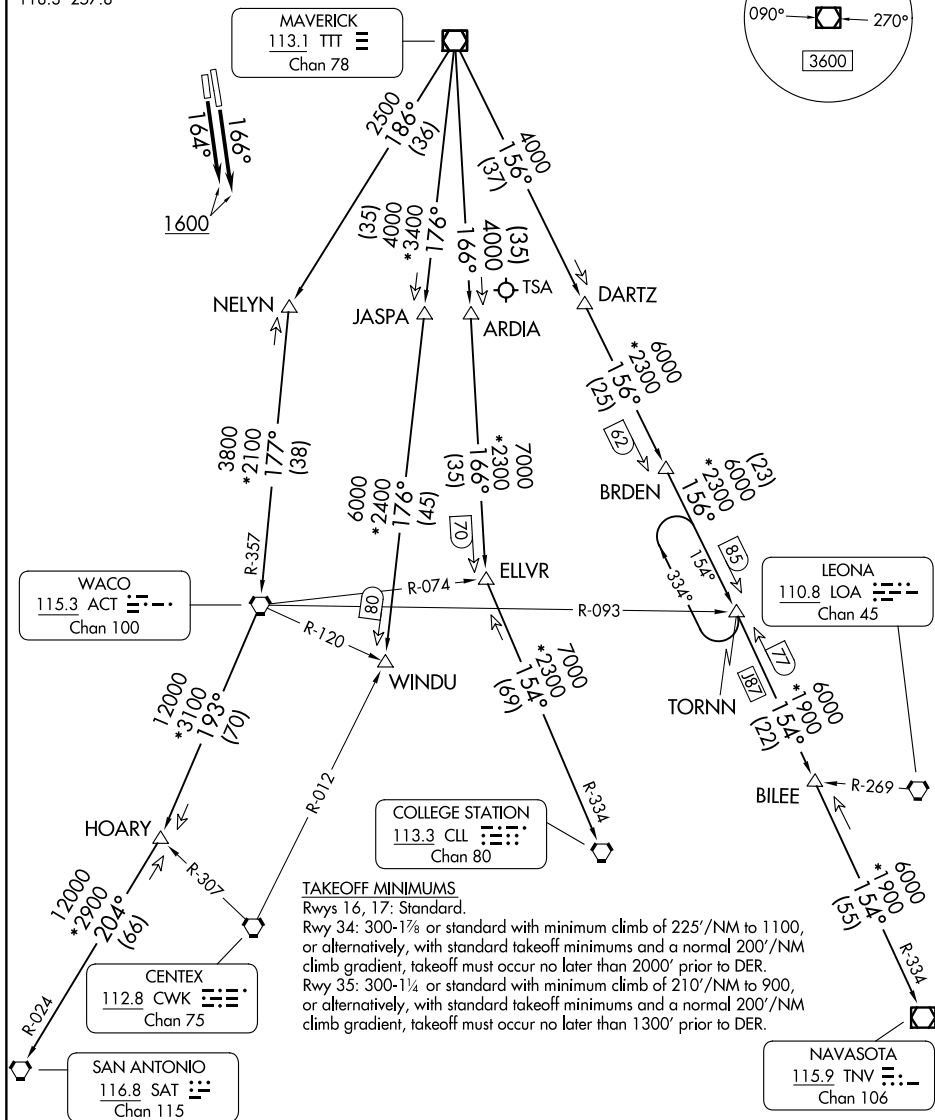 MAVERICK
113.1 TTT
Chan 78
090°
270°
3600
164°
166°
1600
2500
186°
(36)
(35)
4000
*3400
176°
(35)
4000
166°
4000
156°
(37)
TSA
NELYN
JASPA
ARDIA
DARTZ
6000
*2300
156°
(25)
62
BRDEN
(23)
6000
*2300
156°
3800
*2100
177°
(38)
6000
*2400
176°
(45)
7000
*2300
166°
(35)
70
80
85
154°
334°
R-357
WACO
115.3 ACT
Chan 100
R-074
ELLVR
R-093
R-120
WINDU
LEONA
110.8 LOA
Chan 45
TORNN
77
J87
6000
*1900
154°
(22)
7000
*2300
154°
(69)
12000
*3100
193°
(70)
R-012
R-334
BILEE
R-269
HOARY
R-307
COLLEGE STATION
113.3 CLL
Chan 80
12000
*2900
204°
(66)
R-024
6000
*1900
154°
(55)
R-334
CENTEX
112.8 CWK
Chan 75
SAN ANTONIO
116.8 SAT
Chan 115
TAKEOFF MINIMUMS
Rwys 16, 17: Standard.
Rwy 34: 300-1⅞ or standard with minimum climb of 225'/NM to 1100,
or alternatively, with standard takeoff minimums and a normal 200'/NM
climb gradient, takeoff must occur no later than 2000' prior to DER.
Rwy 35: 300-1¼ or standard with minimum climb of 210'/NM to 900,
or alternatively, with standard takeoff minimums and a normal 200'/NM
climb gradient, takeoff must occur no later than 1300' prior to DER.
NAVASOTA
115.9 TNV
Chan 106